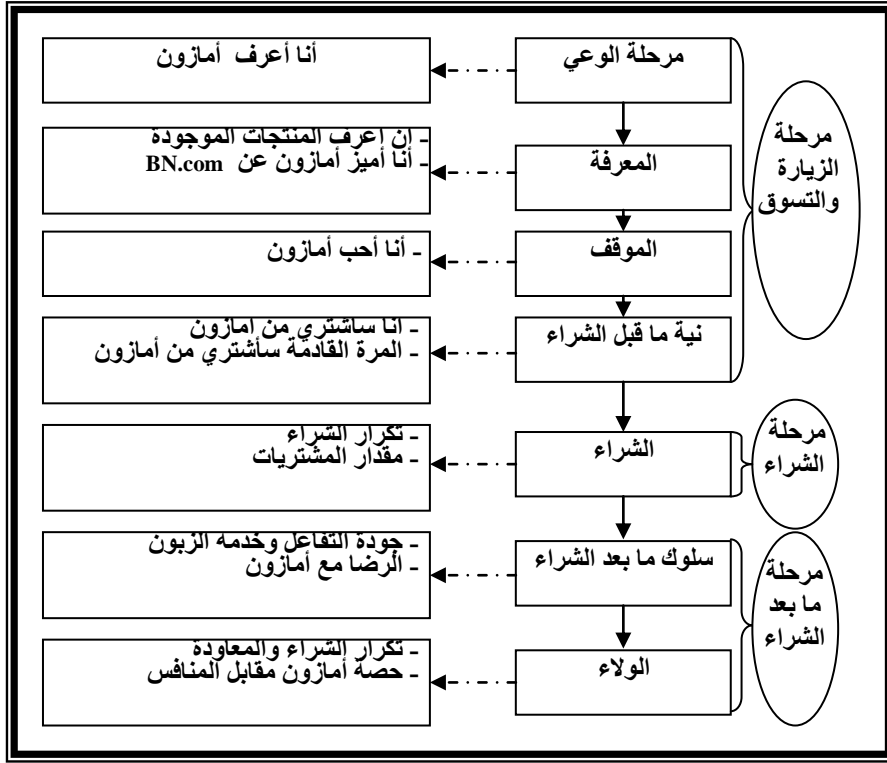 مرحلة الوعي
أنا أعرف أمازون
المعرفة
- ان أعرف المنتجات الموجودة
- أنا أميز أمازون عن BN.com
الموقف
- أنا أحب أمازون
نية ما قبل الشراء
- انا سأشتري من امازون
- المرة القادمة سأشتري من أمازون
مرحلة
الزيارة
والتسوق
الشراء
- تكرار الشراء
- مقدار المشتريات
مرحلة
الشراء
سلوك ما بعد الشراء
- جودة التفاعل وخدمة الزبون
- الرضا مع أمازون
الولاء
- تكرار الشراء والمعاودة
- حصة أمازون مقابل المنافس
مرحلة
ما بعد
الشراء